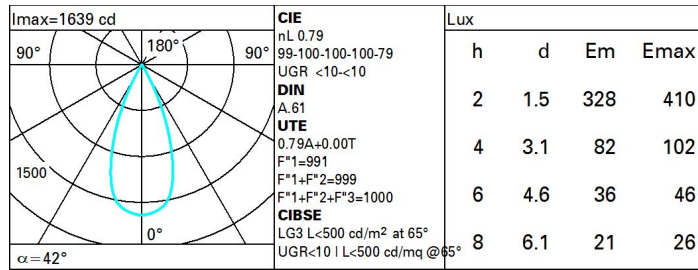 Imax=1639 cd
90° 180° 90°
1500
0°
α=42°
CIE
nL 0.79
99-100-100-100-79
UGR <10-<10
DIN
A.61
UTE
0.79A+0.00T
F"1=991
F"1+F"2=999
F"1+F"2+F"3=1000
CIBSE
LG3 L<500 cd/m² at 65°
UGR<10 | L<500 cd/mq @65°
Lux
h d Em Emax
2 1.5 328 410
4 3.1 82 102
6 4.6 36 46
8 6.1 21 26